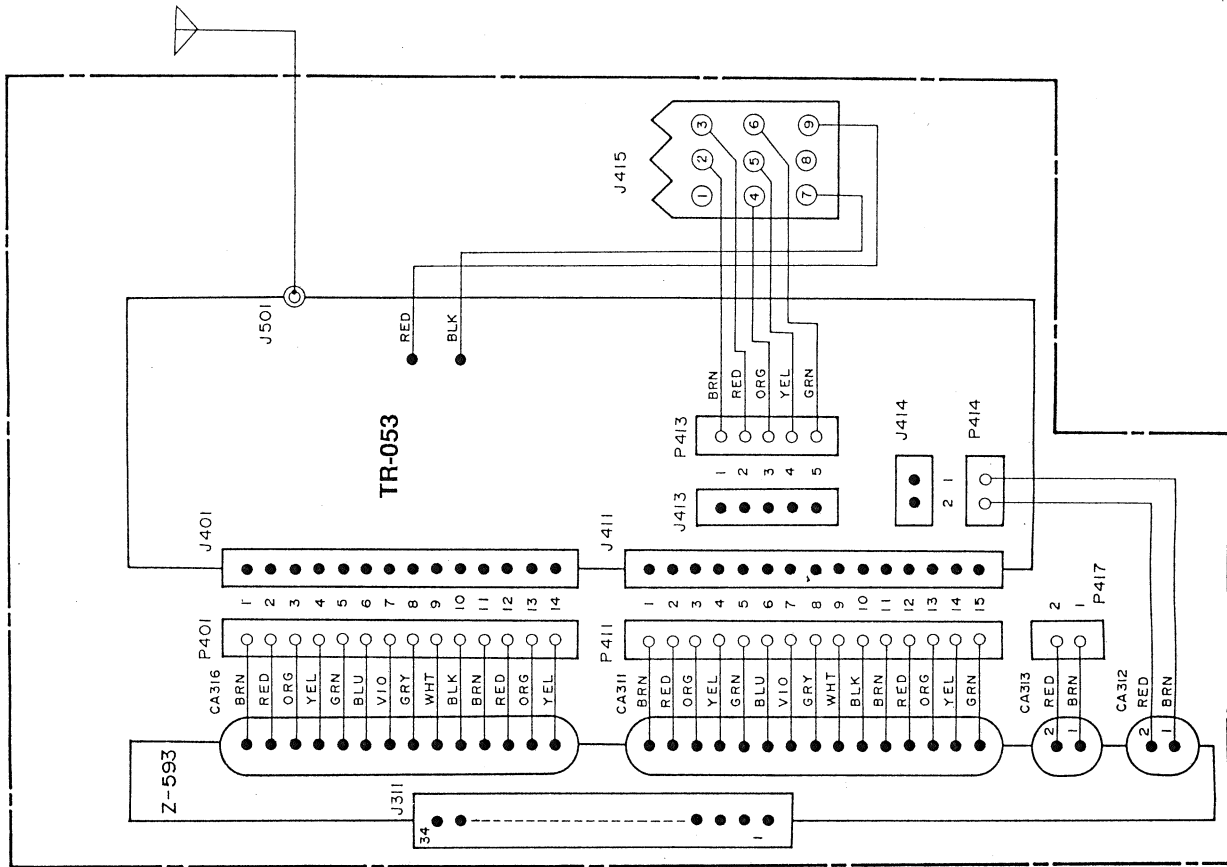 J501
RED
BLK
TR-053
J415
1 2 3
4 5 6
7 8 9
Z-593
CA316
P401
J401
BRN 1
RED 2
ORG 3
YEL 4
GRN 5
BLU 6
VIO 7
GRY 8
WHT 9
BLK 10
BRN 11
RED 12
ORG 13
YEL 14
J311
34
1
CA311
P411
J411
BRN 1
RED 2
ORG 3
YEL 4
GRN 5
BLU 6
VIO 7
GRY 8
WHT 9
BLK 10
BRN 11
RED 12
ORG 13
YEL 14
GRN 15
J413
P413
1 BRN
2 RED
3 ORG
4 YEL
5 GRN
J414
2 1
P414
CA313
2 RED 2
1 BRN 1
P417
CA312
2 RED
1 BRN